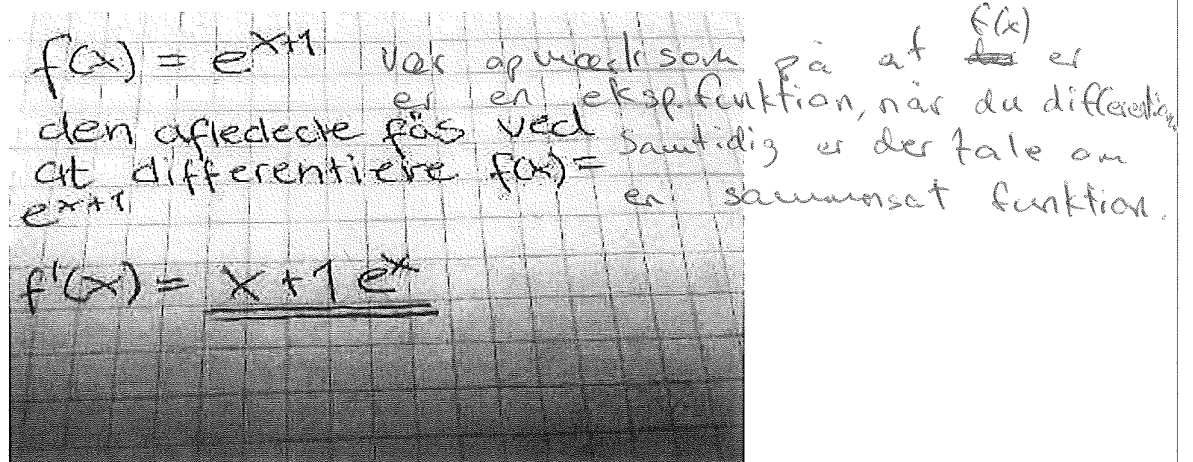 f(x) = e^{x+1}
den afledede fås ved
at differentiere f(x) =
e^{x+1}
f'(x) = x + 1 e^x
Vær opmærksom på at f(x) er
er en eksp. funktion, når du
Samtidig er der tale om
en sammensat funktion.